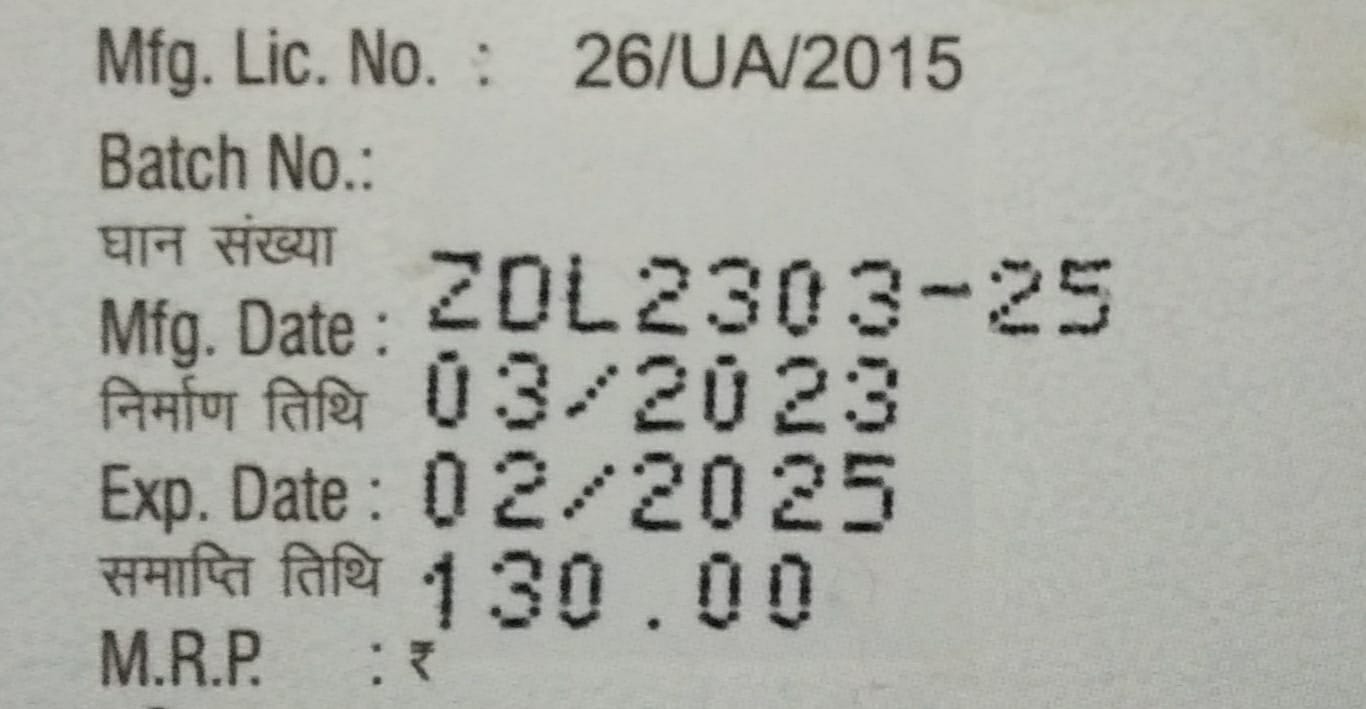 Mfg. Lic. No. : 26/UA/2015
Batch No.:
घान संख्या
ZDL2303-25
Mfg. Date :
03/2023
निर्माण तिथि
Exp. Date : 02/2025
समाप्ति तिथि
130.00
M.R.P. : ₹